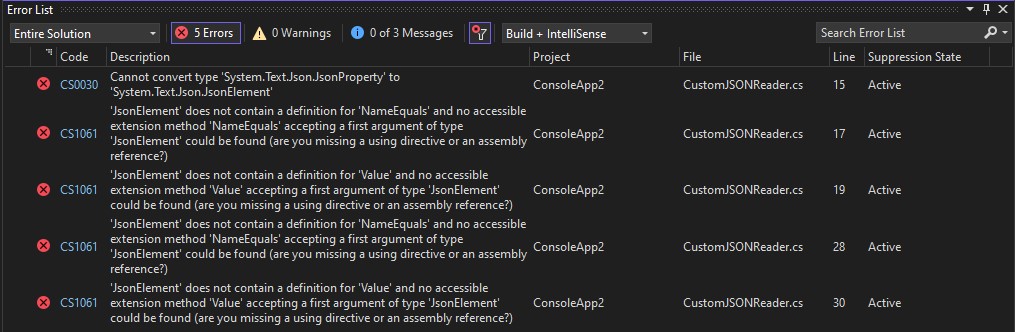 Error List
Entire Solution 5 Errors 0 Warnings 0 of 3 Messages Build + IntelliSense Search Error List
Code Description Project File Line Suppression State
Cannot convert type 'System.Text.Json.JsonProperty' to
CS0030 ConsoleApp2 CustomJSONReader.cs 15 Active
'System.Text.Json.JsonElement'
'JsonElement' does not contain a definition for 'NameEquals' and no accessible
extension method 'NameEquals' accepting a first argument of type
CS1061 ConsoleApp2 CustomJSONReader.cs 17 Active
'JsonElement' could be found (are you missing a using directive or an assembly
reference?)
'JsonElement' does not contain a definition for 'Value' and no accessible
CS1061 extension method 'Value' accepting a first argument of type 'JsonElement' ConsoleApp2 CustomJSONReader.cs 19 Active
could be found (are you missing a using directive or an assembly reference?)
'JsonElement' does not contain a definition for 'NameEquals' and no accessible
extension method 'NameEquals' accepting a first argument of type
CS1061 ConsoleApp2 CustomJSONReader.cs 28 Active
'JsonElement' could be found (are you missing a using directive or an assembly
reference?)
'JsonElement' does not contain a definition for 'Value' and no accessible
CS1061 extension method 'Value' accepting a first argument of type 'JsonElement' ConsoleApp2 CustomJSONReader.cs 30 Active
could be found (are you missing a using directive or an assembly reference?)